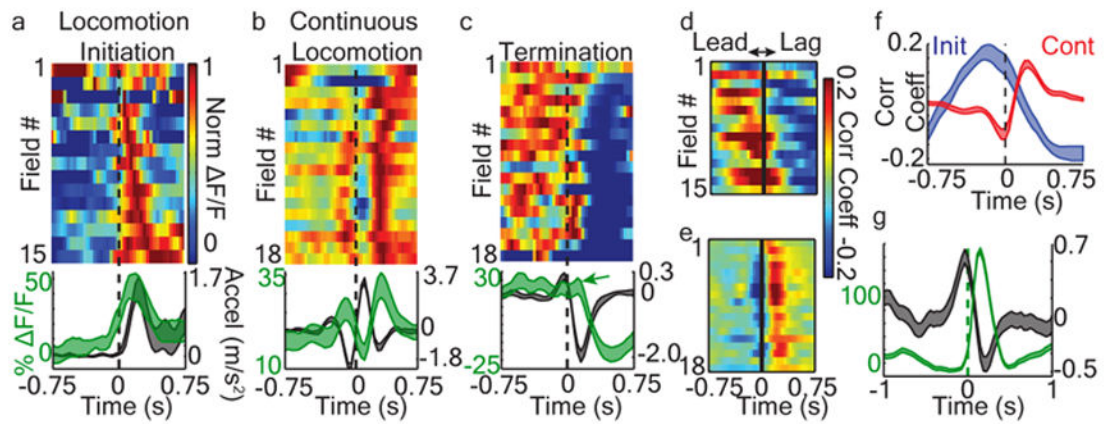 a
Locomotion
Initiation
1
Field #
15
1
Norm ΔF/F
0
50
0
% ΔF/F
1.7
0
Accel (m/s²)
-0.75
0
0.75
Time (s)
b
Continuous
Locomotion
1
Field #
18
35
10
3.7
0
-1.8
-0.75
0
0.75
Time (s)
c
Termination
1
Field #
18
30
-25
0.3
0
-2.0
-0.75
0
0.75
Time (s)
d
Lead
Lag
1
Field #
15
0.2
Corr Coeff
-0.2
e
1
18
-0.75
0
0.75
Time (s)
f
Init
Cont
0.2
Corr
Coeff
-0.2
-0.75
0
0.75
Time (s)
g
100
0
0.7
0
-0.5
-1
0
1
Time (s)